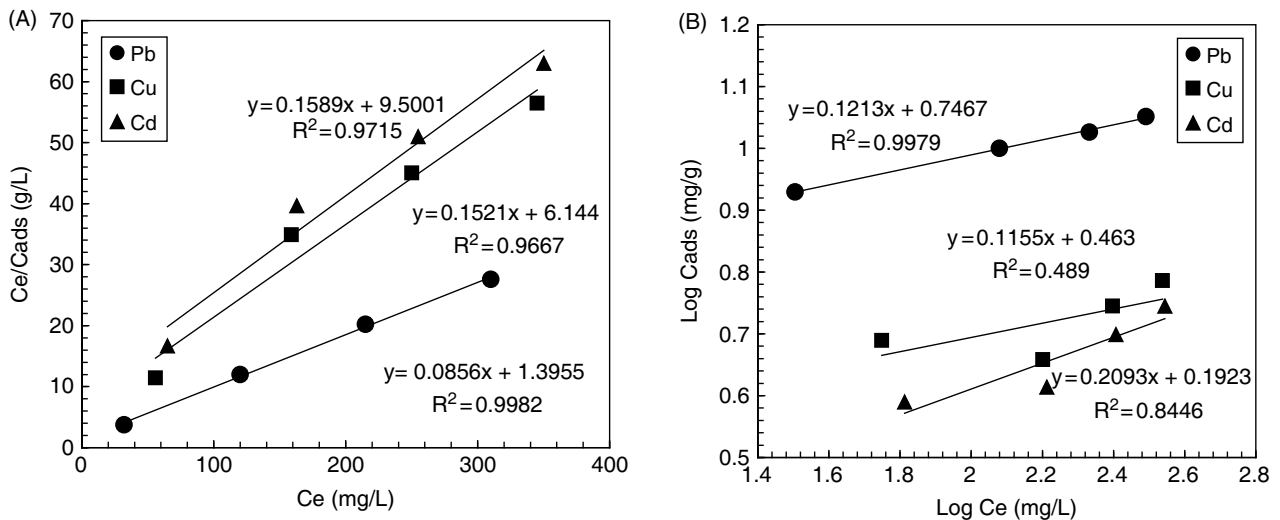 (A)
70
60
50
40
30
20
10
0
Ce/Cads (g/L)
Pb
Cu
Cd
y=0.1589x + 9.5001
R²=0.9715
y=0.1521x + 6.144
R²=0.9667
y= 0.0856x + 1.3955
R²=0.9982
0 100 200 300 400
Ce (mg/L)
(B)
1.2
1.1
1
0.9
0.8
0.7
0.6
0.5
Log Cads (mg/g)
Pb
Cu
Cd
y=0.1213x + 0.7467
R²=0.9979
y=0.1155x + 0.463
R²=0.489
y=0.2093x + 0.1923
R²=0.8446
1.4 1.6 1.8 2 2.2 2.4 2.6 2.8
Log Ce (mg/L)